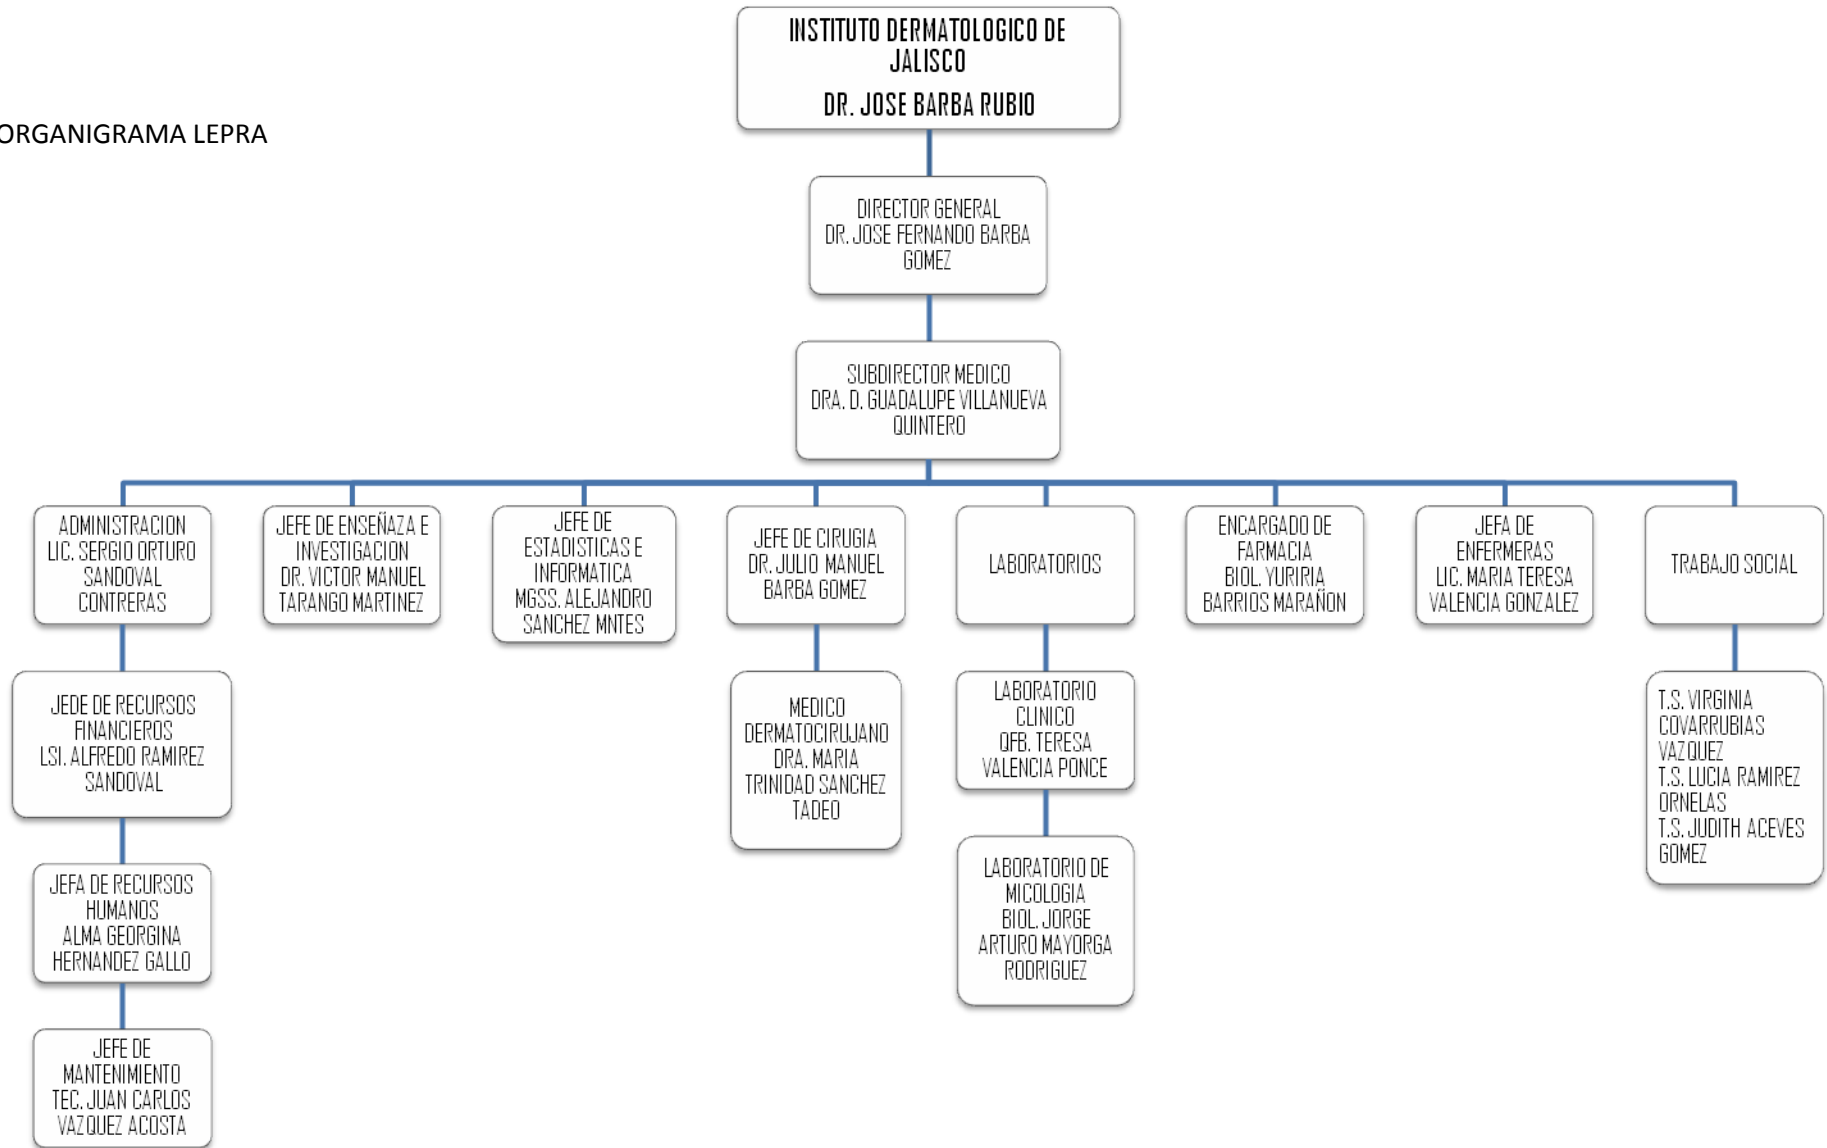 INSTITUTO DERMATOLOGICO DE
JALISCO
DR. JOSE BARBA RUBIO
ORGANIGRAMA LEPRA
DIRECTOR GENERAL
DR. JOSE FERNANDO BARBA
GOMEZ
SUBDIRECTOR MEDICO
DRA. D. GUADALUPE VILLANUEVA
QUINTERO
ADMINISTRACION
LIC. SERGIO ORTURO
SANDOVAL
CONTRERAS
JEFE DE ENSEÑAZA E
INVESTIGACION
DR. VICTOR MANUEL
TARANGO MARTINEZ
JEFE DE
ESTADISTICAS E
INFORMATICA
MGSS. ALEJANDRO
SANCHEZ MNTES
JEFE DE CIRUGIA
DR. JULIO MANUEL
BARBA GOMEZ
LABORATORIOS
ENCARGADO DE
FARMACIA
BIOL. YURIRIA
BARRIOS MARAÑON
JEFA DE
ENFERMERAS
LIC. MARIA TERESA
VALENCIA GONZALEZ
TRABAJO SOCIAL
JEDE DE RECURSOS
FINANCIEROS
LSI. ALFREDO RAMIREZ
SANDOVAL
MEDICO
DERMATOCIRUJANO
DRA. MARIA
TRINIDAD SANCHEZ
TADEO
LABORATORIO
CLINICO
QFB. TERESA
VALENCIA PONCE
T.S. VIRGINIA
COVARRUBIAS
VAZQUEZ
T.S. LUCIA RAMIREZ
ORNELAS
T.S. JUDITH ACEVES
GOMEZ
JEFA DE RECURSOS
HUMANOS
ALMA GEORGINA
HERNANDEZ GALLO
LABORATORIO DE
MICOLOGIA
BIOL. JORGE
ARTURO MAYORGA
RODRIGUEZ
JEFE DE
MANTENIMIENTO
TEC. JUAN CARLOS
VAZQUEZ ACOSTA